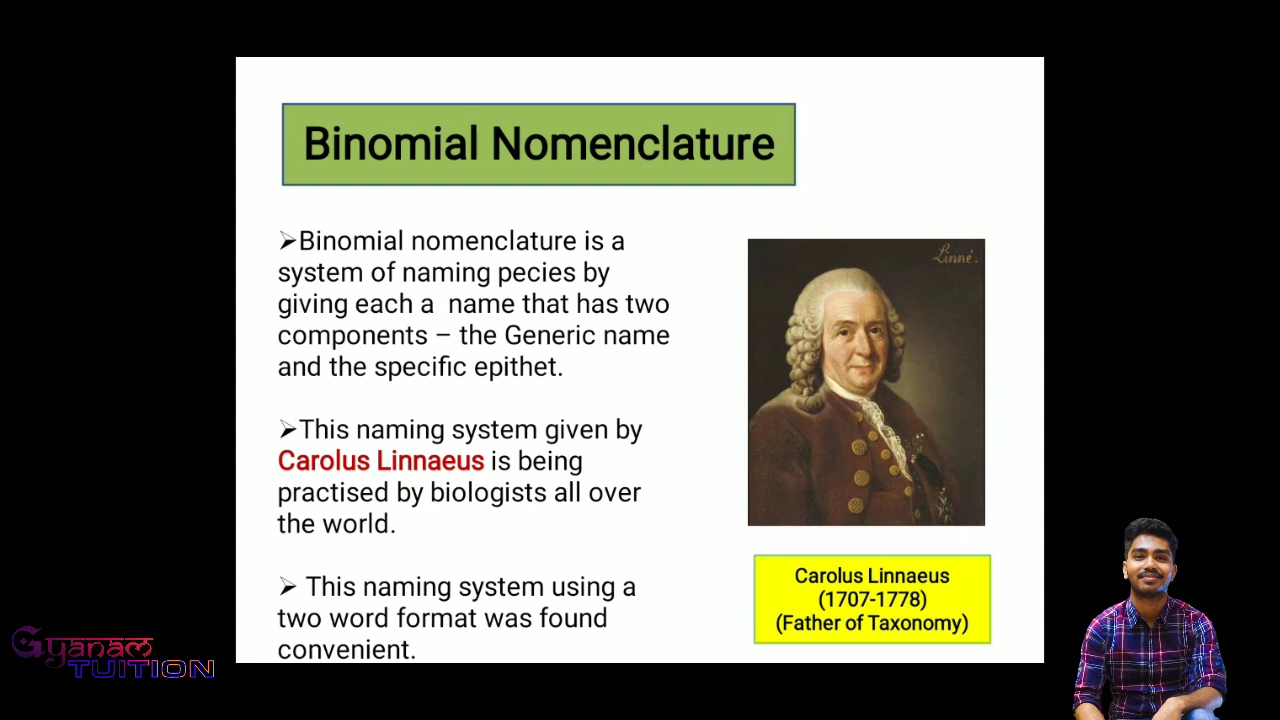 Binomial Nomenclature
➢Binomial nomenclature is a
system of naming pecies by
giving each a name that has two
components – the Generic name
and the specific epithet.
➢This naming system given by
Carolus Linnaeus is being
practised by biologists all over
the world.
➢ This naming system using a
two word format was found
convenient.
Linné.
Carolus Linnaeus
(1707-1778)
(Father of Taxonomy)
Gyanam
TUITION